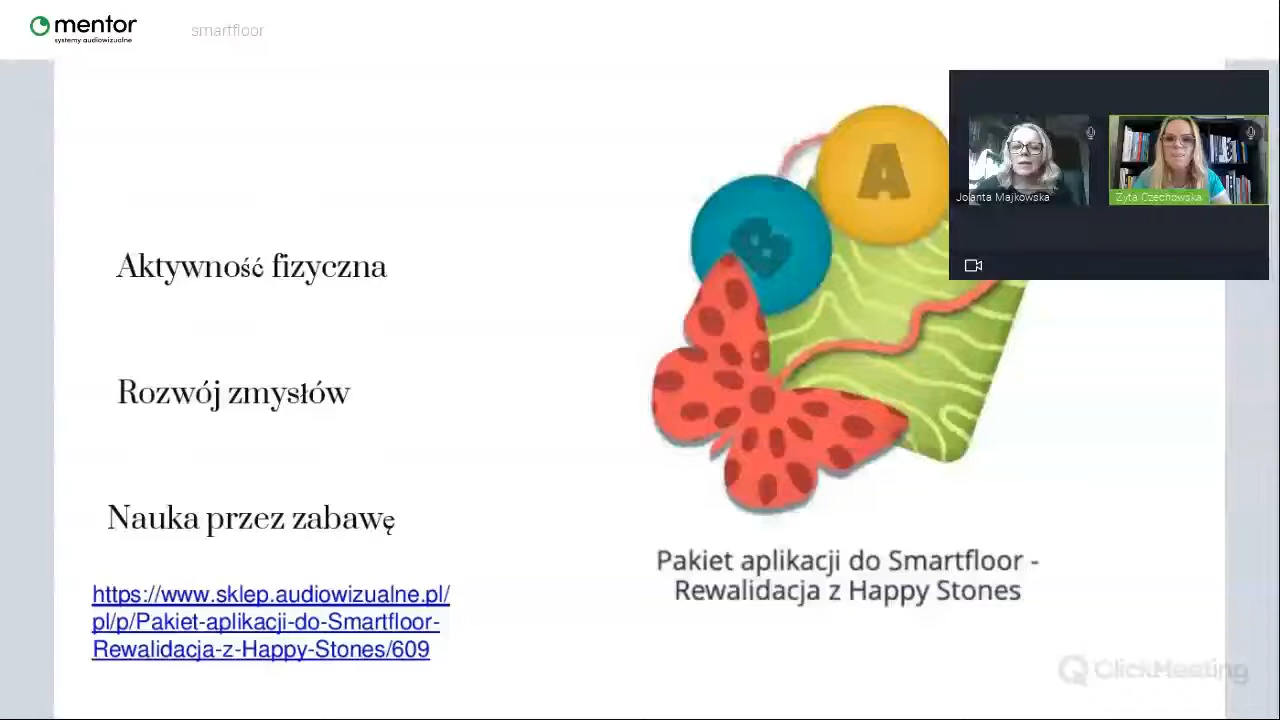 mentor
systemy audiowizualne
smartfloor
A
B
Jolanta Majkowska
Zyta Czechowska
Aktywność fizyczna
Rozwój zmysłów
Nauka przez zabawę
https://www.sklep.audiowizualne.pl/
pl/p/Pakiet-aplikacji-do-Smartfloor-
Rewalidacja-z-Happy-Stones/609
Pakiet aplikacji do Smartfloor -
Rewalidacja z Happy Stones
ClickMeeting